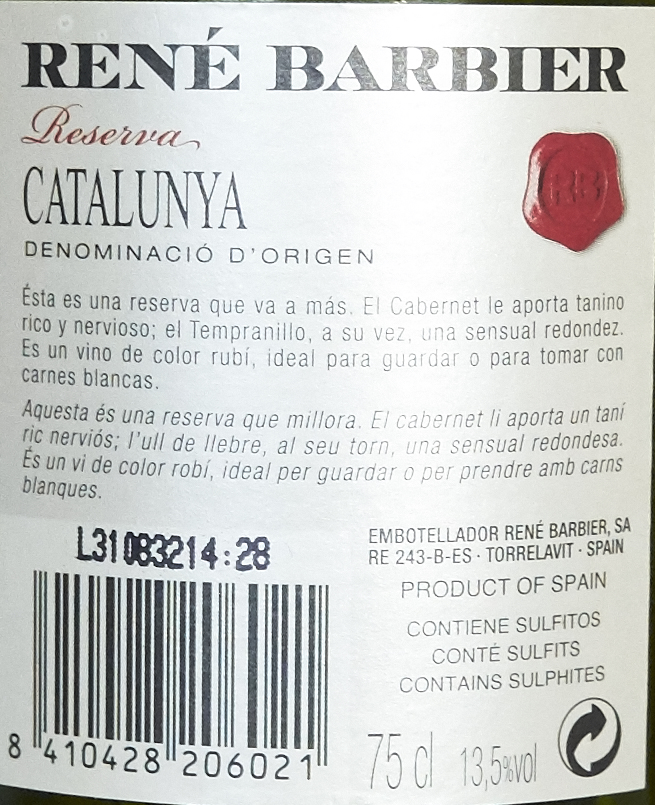 RENÉ BARBIER
Reserva
CATALUNYA
DENOMINACIÓ D'ORIGEN
RB
Ésta es una reserva que va a más. El Cabernet le aporta tanino
rico y nervioso; el Tempranillo, a su vez, una sensual redondez.
Es un vino de color rubí, ideal para guardar o para tomar con
carnes blancas.
Aquesta és una reserva que millora. El cabernet li aporta un taní
ric nerviós; l'ull de llebre, al seu torn, una sensual redondesa.
És un vi de color robí, ideal per guardar o per prendre amb carns
blanques.
L31083214:28
8 410428 206021
EMBOTELLADOR RENÉ BARBIER, SA
RE 243-B-ES · TORRELAVIT · SPAIN
PRODUCT OF SPAIN
CONTIENE SULFITOS
CONTÉ SULFITS
CONTAINS SULPHITES
75 cl 13,5%vol